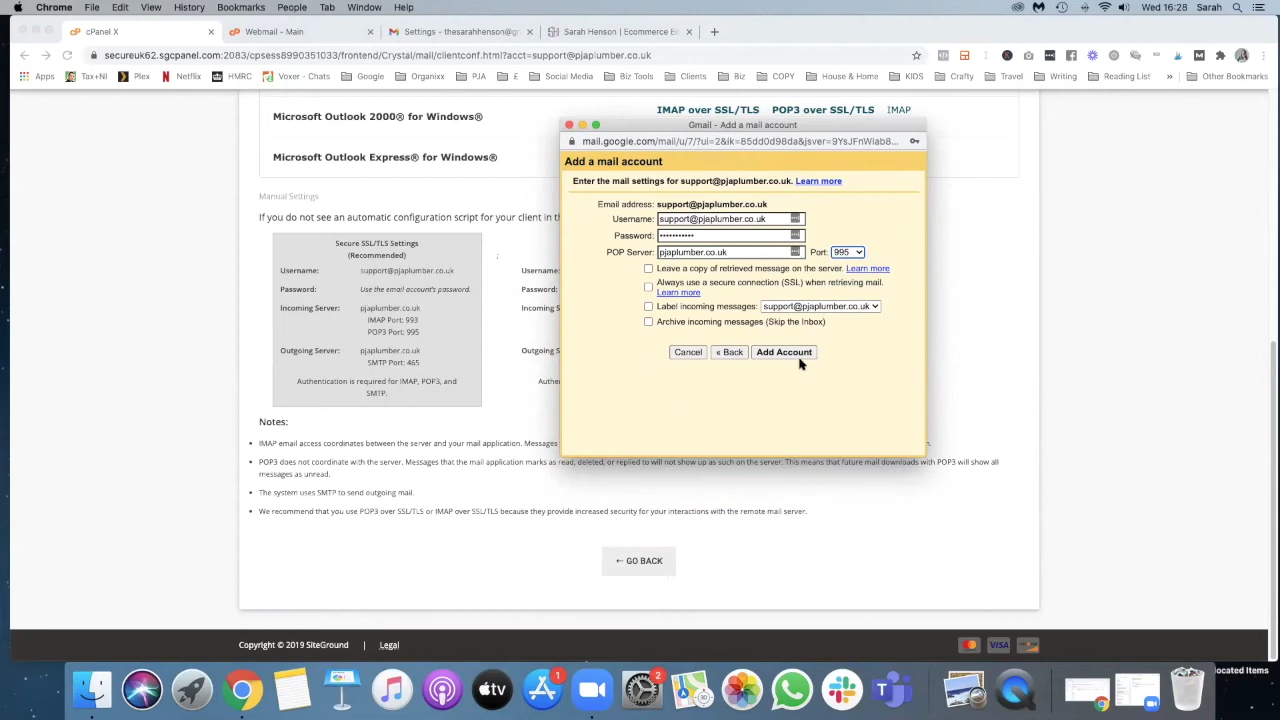 Chrome File Edit View History Bookmarks People Tab Window Help Wed 16:28 Sarah
cPanel X Webmail - Main Settings - thesarahhenson@g Sarah Henson | Ecommerce E
secureuk62.sgcpanel.com:2083/cpsess8990351033/frontend/Crystal/mail/clientconf.html?acct=support@pjaplumber.co.uk
Apps Tax+NI Plex Netflix HMRC Voxer - Chats Google Organixx PJA £ Social Media Biz Tools Clients Biz COPY House & Home KIDS Crafty Travel Writing Reading List » Other Bookmarks
Microsoft Outlook 2000® for Windows® IMAP over SSL/TLS POP3 over SSL/TLS IMAP
Microsoft Outlook Express® for Windows®
Manual Settings
If you do not see an automatic configuration script for your client in th
Secure SSL/TLS Settings
(Recommended)
Username: support@pjaplumber.co.uk
Password: Use the email account's password.
Incoming Server: pjaplumber.co.uk
IMAP Port: 993
POP3 Port: 995
Outgoing Server: pjaplumber.co.uk
SMTP Port: 465
Authentication is required for IMAP, POP3, and
SMTP.
;
Username:
Password:
Incoming S
Outgoing S
Authe
Gmail - Add a mail account
mail.google.com/mail/u/7/?ui=2&ik=85dd0d98da&jsver=9YsJFnWiab8...
Add a mail account
Enter the mail settings for support@pjaplumber.co.uk. Learn more
Email address: support@pjaplumber.co.uk
Username: support@pjaplumber.co.uk
Password: •••••••••••
POP Server: pjaplumber.co.uk Port: 995
Leave a copy of retrieved message on the server. Learn more
Always use a secure connection (SSL) when retrieving mail.
Learn more
Label incoming messages: support@pjaplumber.co.uk
Archive incoming messages (Skip the Inbox)
Cancel « Back Add Account
Notes:
IMAP email access coordinates between the server and your mail application. Messages
POP3 does not coordinate with the server. Messages that the mail application marks as read, deleted, or replied to will not show up as such on the server. This means that future mail downloads with POP3 will show all
messages as unread.
The system uses SMTP to send outgoing mail.
We recommend that you use POP3 over SSL/TLS or IMAP over SSL/TLS because they provide increased security for your interactions with the remote mail server.
← GO BACK
Copyright © 2019 SiteGround | Legal
VISA
located Items
tv
1
2